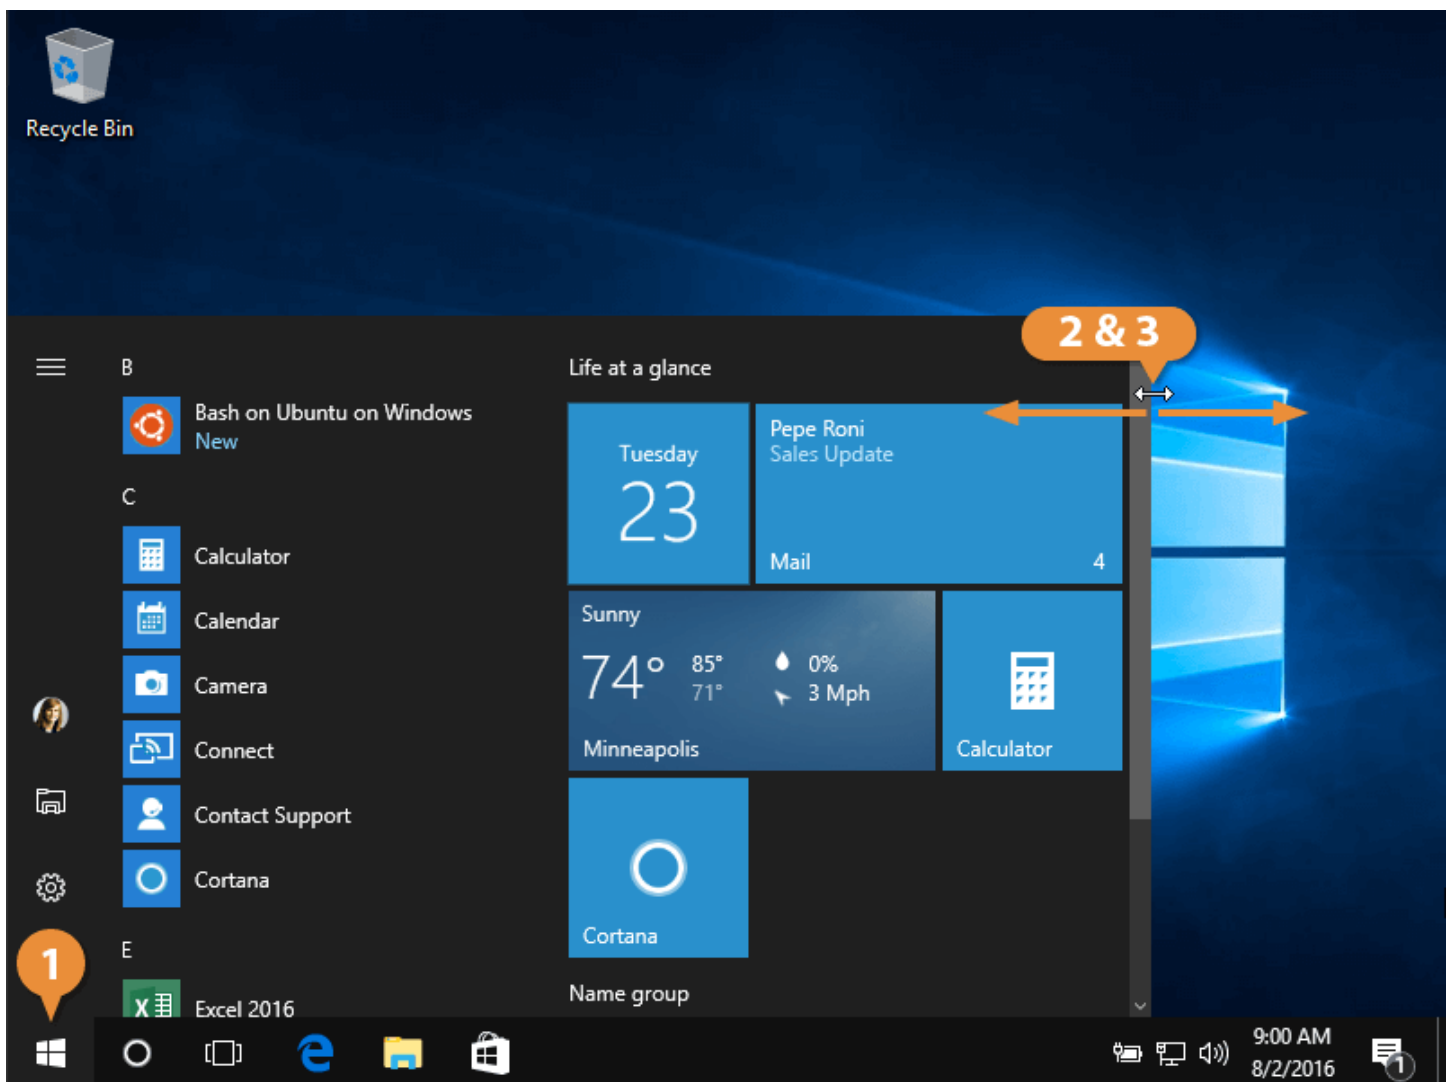 Recycle Bin
2 & 3
B
Bash on Ubuntu on Windows
New
C
Calculator
Calendar
Camera
Connect
Contact Support
Cortana
E
Excel 2016
Life at a glance
Tuesday
23
Pepe Roni
Sales Update
Mail 4
Sunny
74° 85° 0%
71° 3 Mph
Minneapolis
Calculator
Cortana
Name group
1
9:00 AM
8/2/2016
1